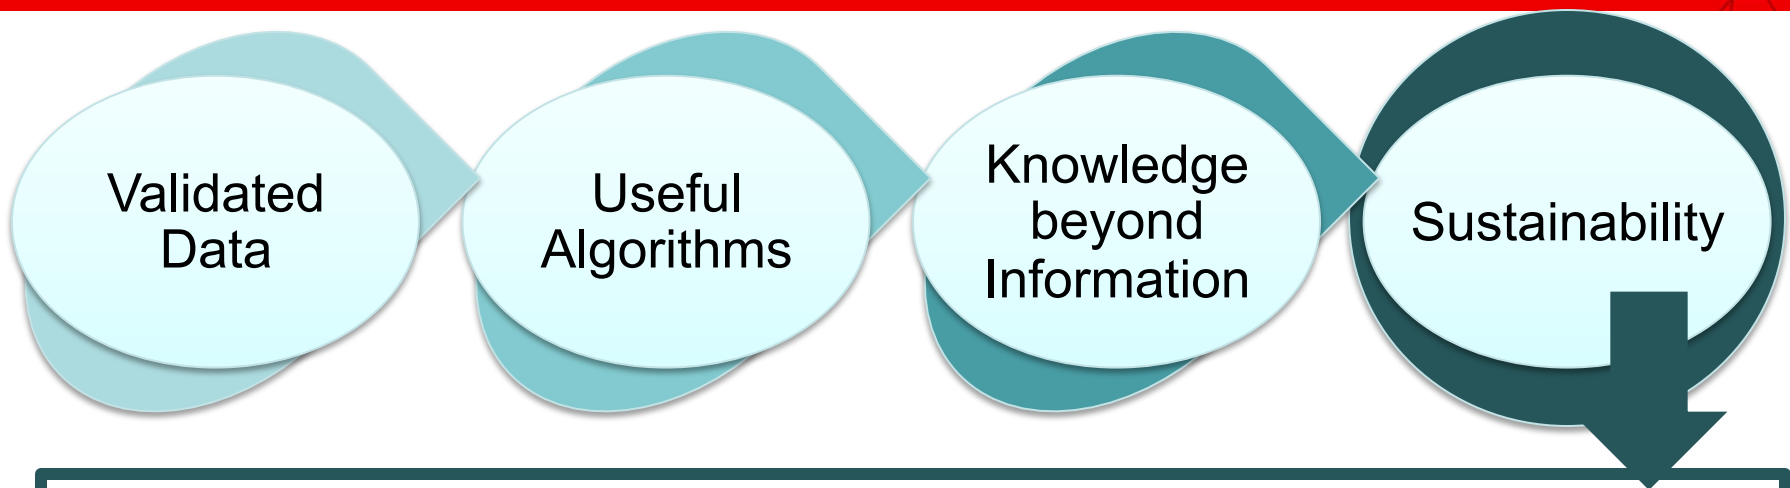 Validated
Data
Useful
Algorithms
Knowledge
beyond
Information
Sustainability